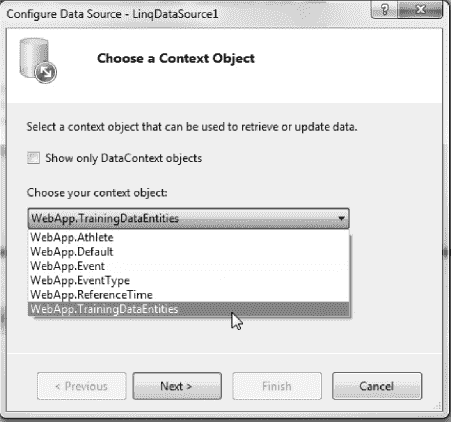 Configure Data Source - LinqDataSource1
?
Choose a Context Object
Select a context object that can be used to retrieve or update data.
Show only DataContext objects
Choose your context object:
WebApp.TrainingDataEntities
WebApp.Athlete
WebApp.Default
WebApp.Event
WebApp.EventType
WebApp.ReferenceTime
WebApp.TrainingDataEntities
< Previous Next > Finish Cancel